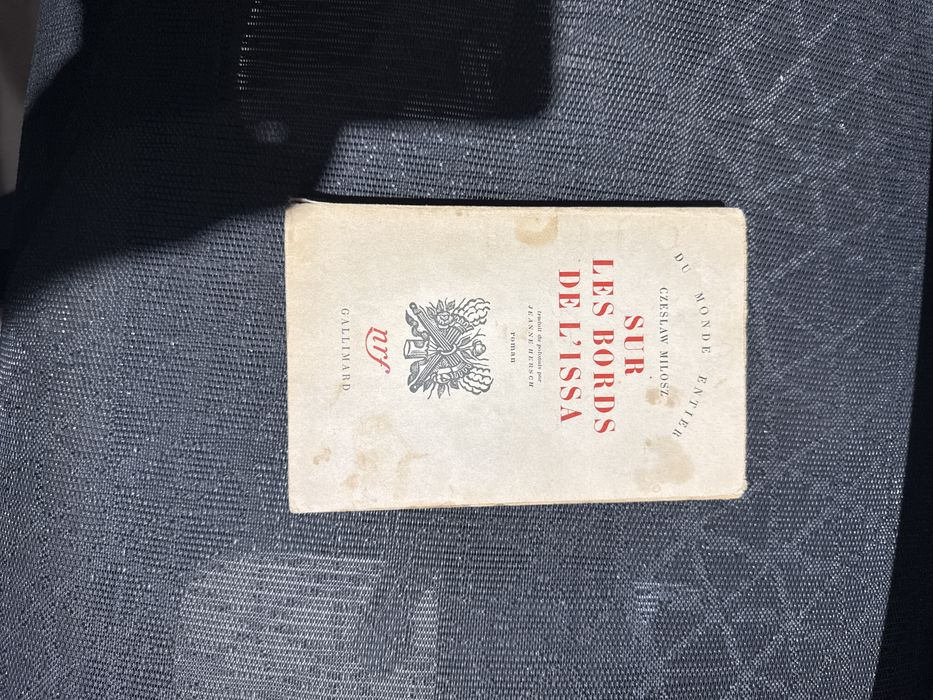 DU MONDE ENTIER
CZESLAW MILOSZ
SUR
LES BORDS
DE L'ISSA
traduit du polonais par
JEANNE HERSCH
roman
nrf
GALLIMARD